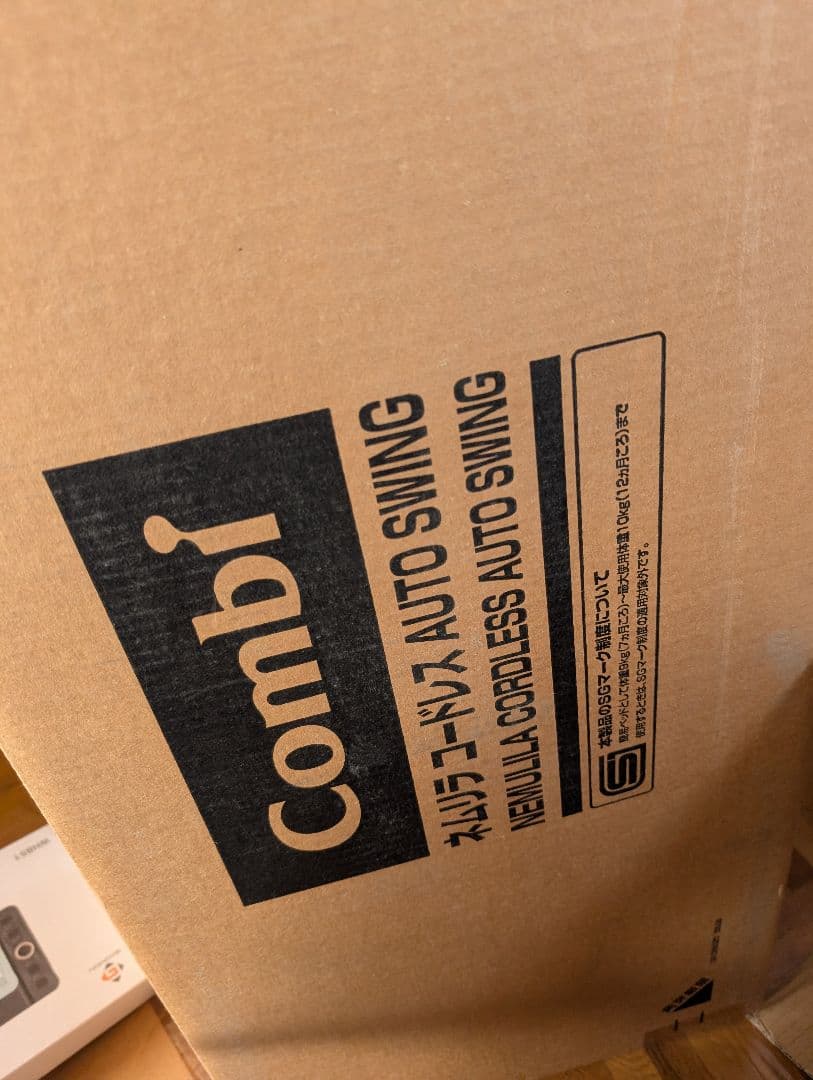 Combi
ネムリラ コードレス AUTO SWING
NEMULILA CORDLESS AUTO SWING
本製品のSGマーク制度について
簡易ベッドとして体重9kg(7ヵ月ころ)~最大使用体重10kg(12ヵ月ころ)まで
使用するときは、SGマーク制度の適用対象外です。